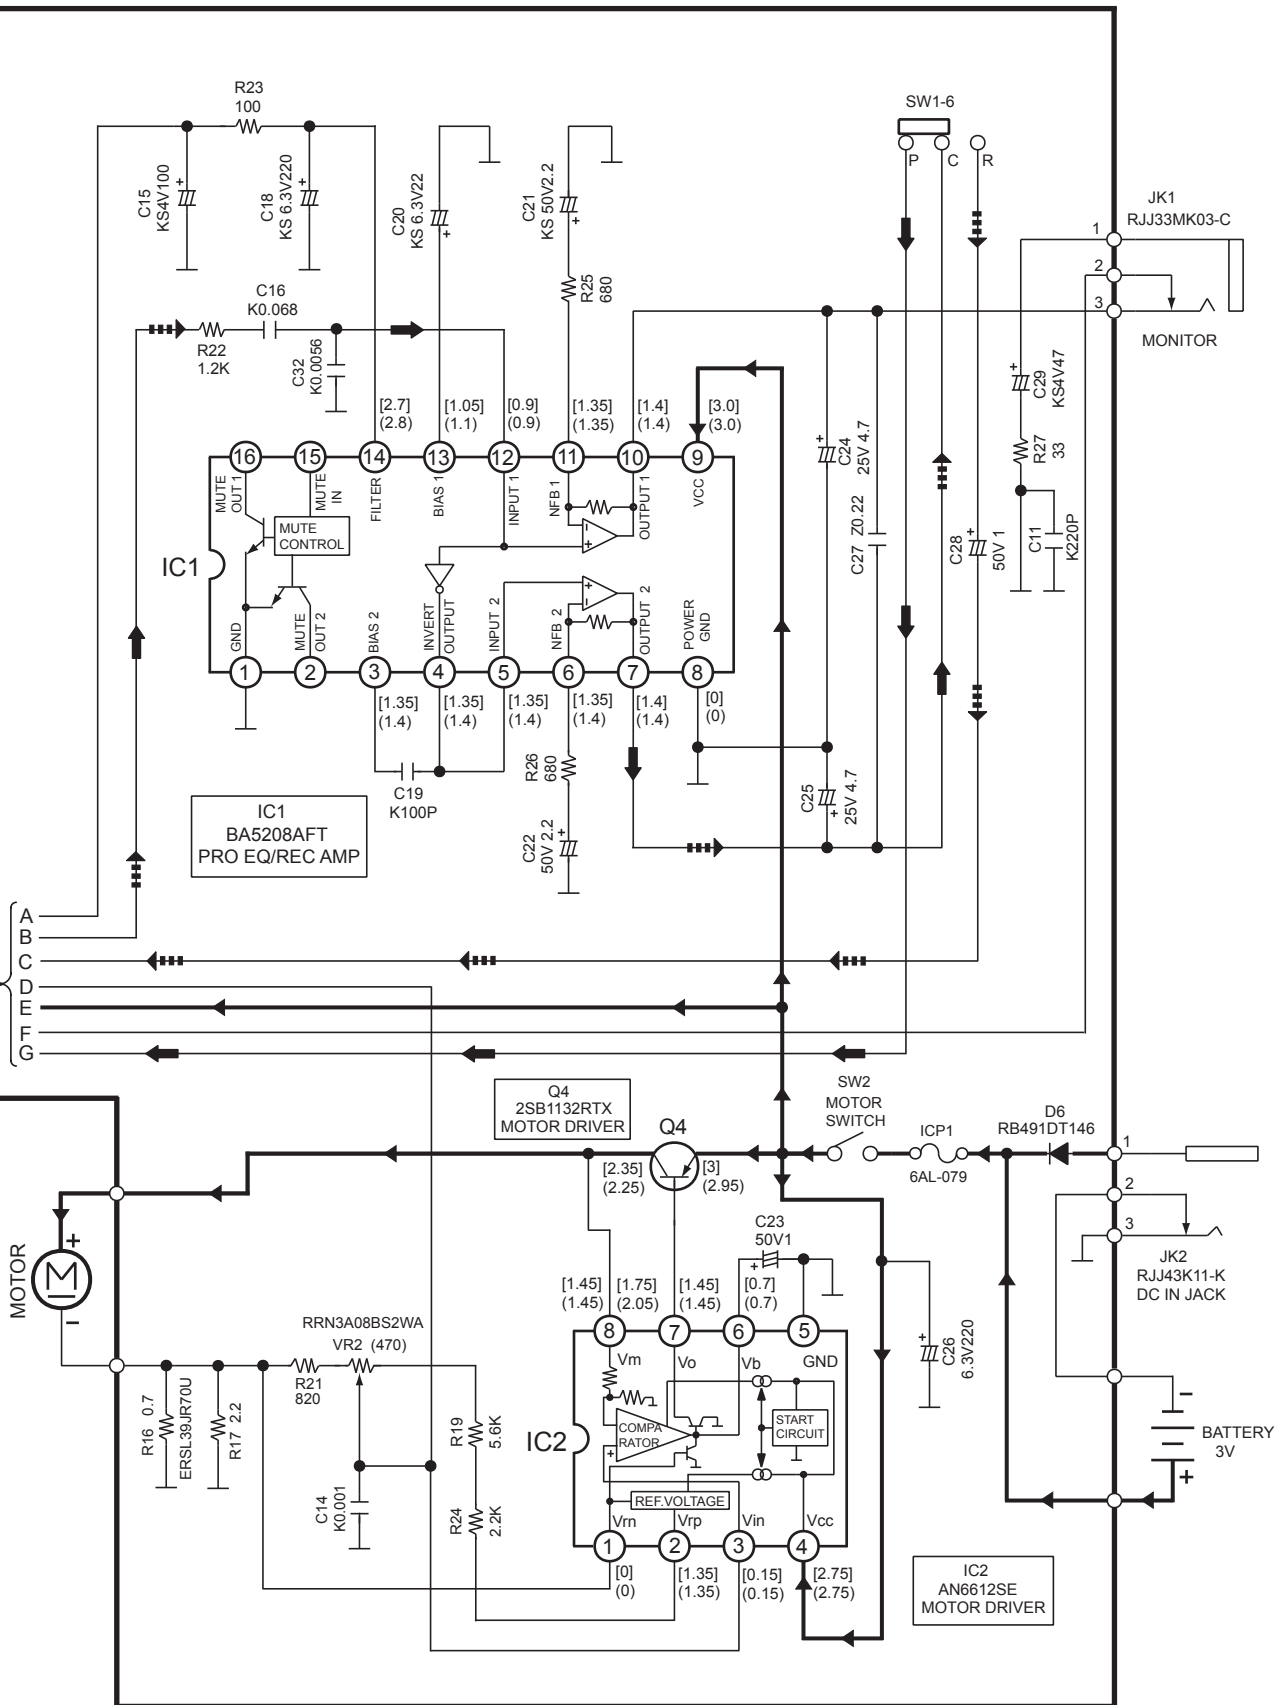 R23
100
SW1-6
P
C
R
C15
KS4V100
C18
KS 6.3V220
C20
KS 6.3V22
C21
KS 50V2.2
JK1
RJJ33MK03-C
1
2
3
MONITOR
C16
K0.068
R22
1.2K
C32
K0.0056
R25
680
C29
KS4V47
R27
33
C11
K220P
[2.7]
(2.8)
[1.05]
(1.1)
[0.9]
(0.9)
[1.35]
(1.35)
[1.4]
(1.4)
[3.0]
(3.0)
C24
25V 4.7
C27 Z0.22
C28
50V 1
16
15
14
13
12
11
10
9
MUTE
OUT 1
MUTE
IN
FILTER
BIAS 1
INPUT 1
NFB 1
OUTPUT 1
VCC
MUTE
CONTROL
IC1
GND
MUTE
OUT 2
BIAS 2
INVERT
OUTPUT
INPUT 2
NFB 2
OUTPUT 2
POWER
GND
1
2
3
4
5
6
7
8
[1.35]
(1.4)
[1.35]
(1.4)
[1.35]
(1.4)
[1.35]
(1.4)
[1.4]
(1.4)
[0]
(0)
C19
K100P
R26
680
C22
50V 2.2
C25
25V 4.7
IC1
BA5208AFT
PRO EQ/REC AMP
A
B
C
D
E
F
G
Q4
2SB1132RTX
MOTOR DRIVER
Q4
SW2
MOTOR
SWITCH
ICP1
6AL-079
D6
RB491DT146
1
2
3
JK2
RJJ43K11-K
DC IN JACK
[2.35]
(2.25)
[3]
(2.95)
C23
50V1
MOTOR
+
M
−
[1.45]
(1.45)
[1.75]
(2.05)
[1.45]
(1.45)
[0.7]
(0.7)
8
7
6
5
Vm
Vo
Vb
GND
C26
6.3V220
RRN3A08BS2WA
VR2 (470)
R21
820
R16 0.7
ERSL39JR70U
R17 2.2
R19
5.6K
R24
2.2K
C14
K0.001
IC2
COMPA
RATOR
START
CIRCUIT
REF.VOLTAGE
Vrn
Vrp
Vin
Vcc
1
2
3
4
[0]
(0)
[1.35]
(1.35)
[0.15]
(0.15)
[2.75]
(2.75)
−
BATTERY
3V
+
IC2
AN6612SE
MOTOR DRIVER